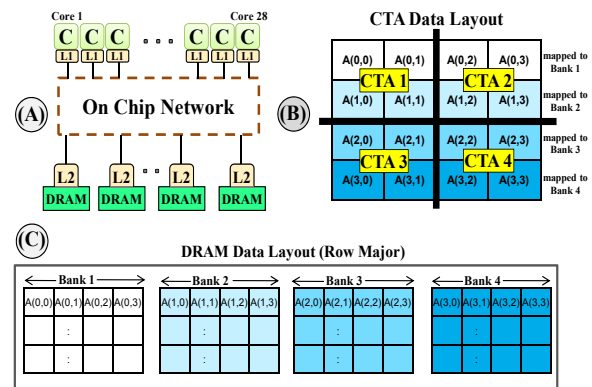 Core 1
Core 28
C C C C C C
L1 L1 L1 L1 L1 L1
On Chip Network
(A)
L2 L2 L2 L2
DRAM DRAM DRAM DRAM
CTA Data Layout
(B)
A(0,0) A(0,1) A(0,2) A(0,3) mapped to Bank 1
CTA 1 CTA 2
A(1,0) A(1,1) A(1,2) A(1,3) mapped to Bank 2
A(2,0) A(2,1) A(2,2) A(2,3) mapped to Bank 3
CTA 3 CTA 4
A(3,0) A(3,1) A(3,2) A(3,3) mapped to Bank 4
(C)
DRAM Data Layout (Row Major)
Bank 1 Bank 2 Bank 3 Bank 4
A(0,0) A(0,1) A(0,2) A(0,3) A(1,0) A(1,1) A(1,2) A(1,3) A(2,0) A(2,1) A(2,2) A(2,3) A(3,0) A(3,1) A(3,2) A(3,3)
: : : :
: : : :